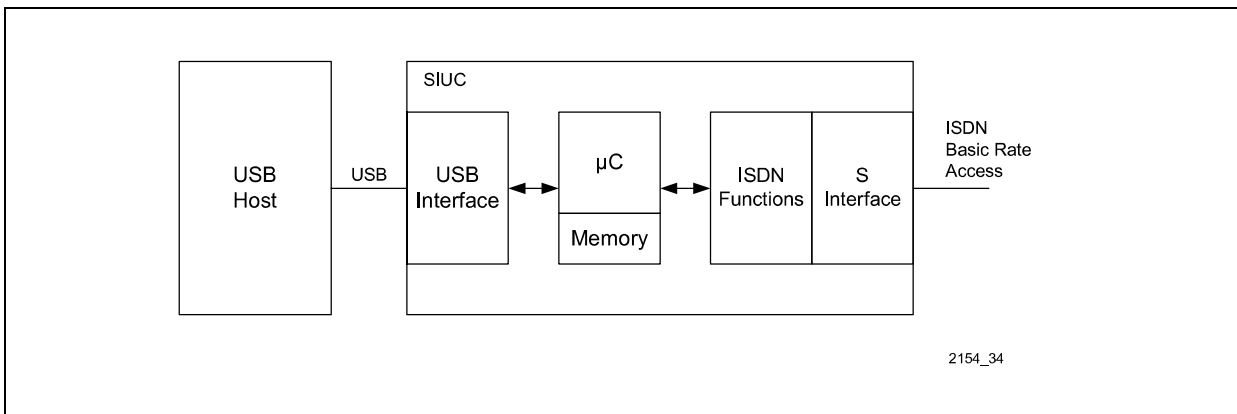 SIUC
USB
Host
USB
USB
Interface
µC
Memory
ISDN
Functions
S
Interface
ISDN
Basic Rate
Access
2154_34